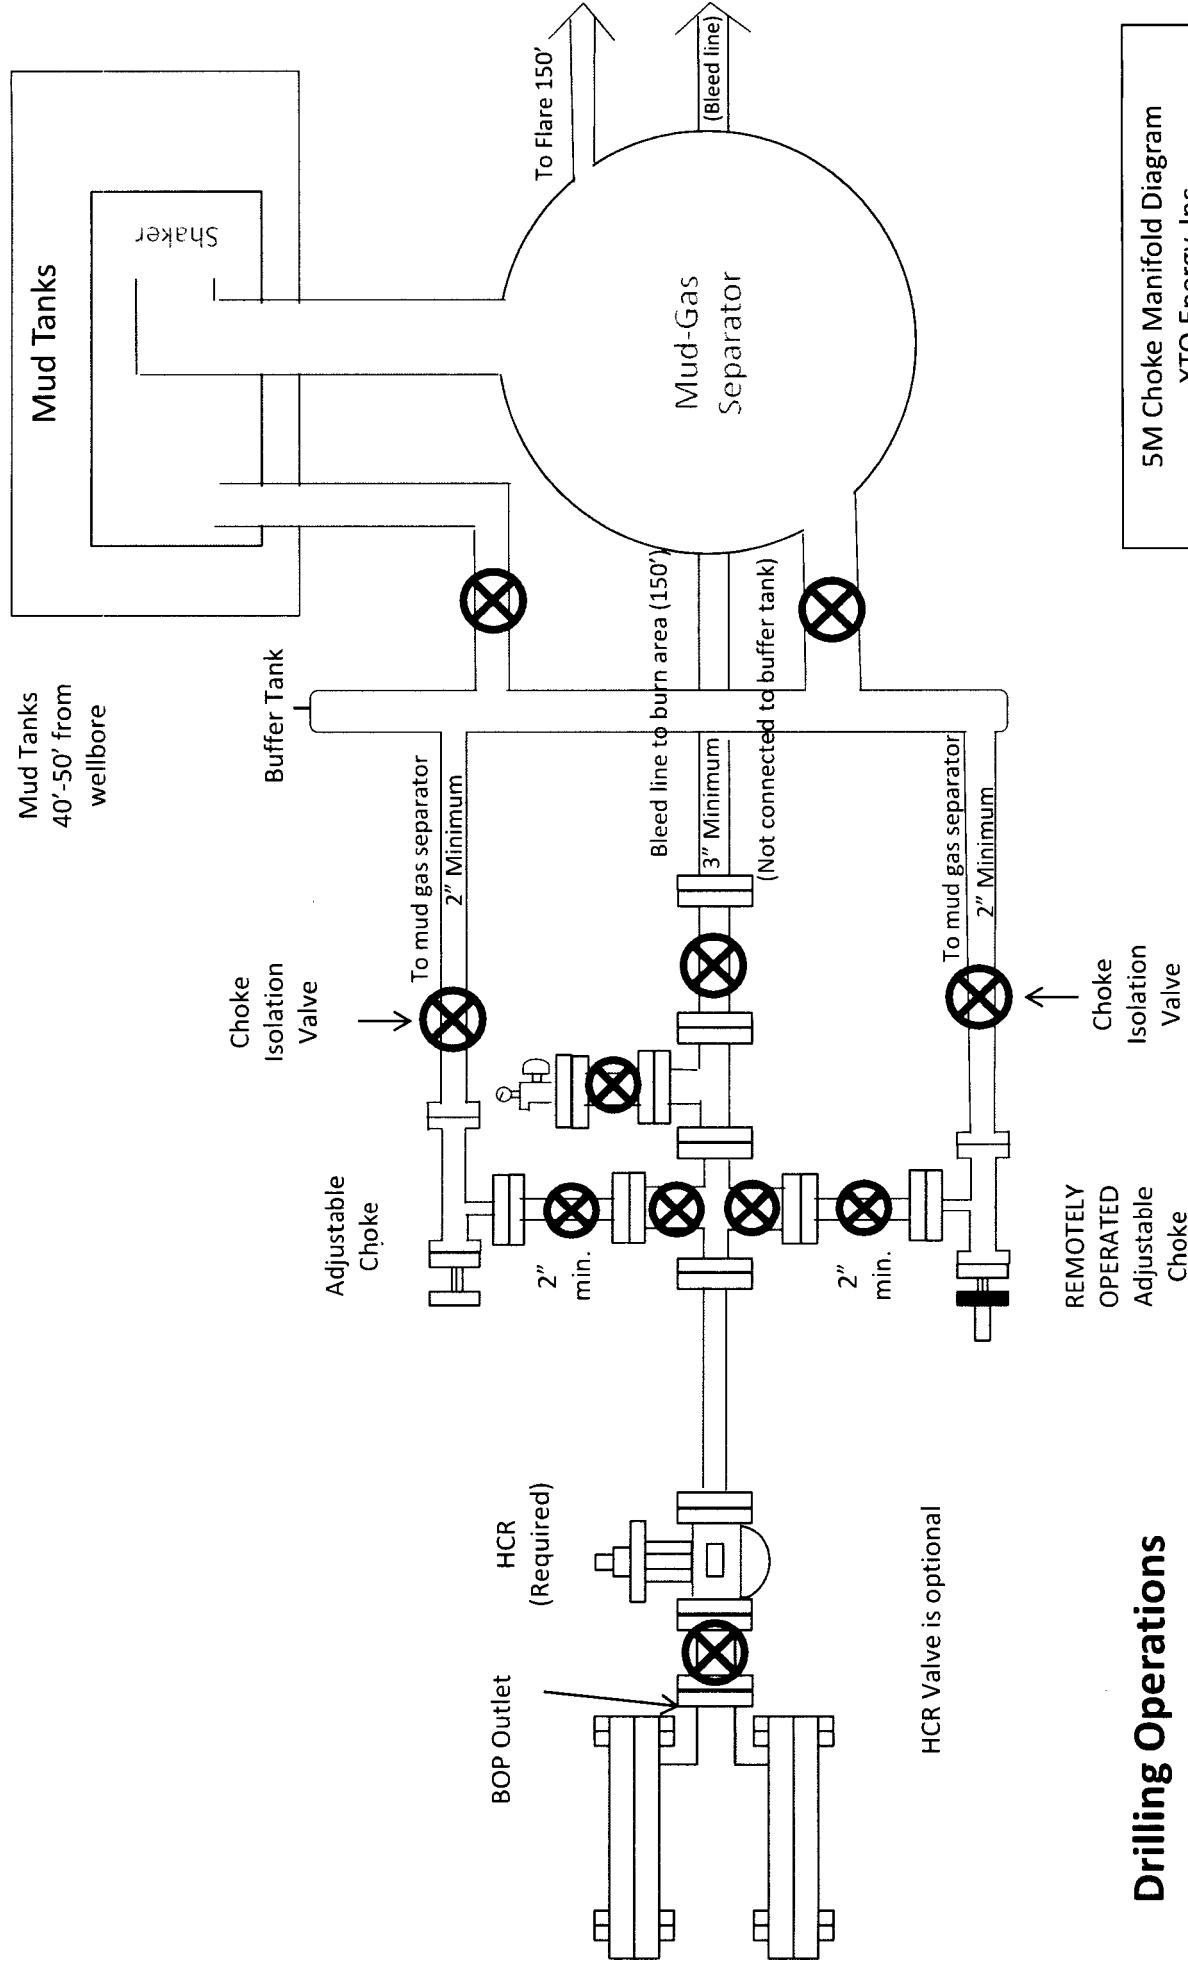 Mud Tanks
40'-50' from
wellbore
Mud Tanks
Shaker
Buffer Tank
Choke
Isolation
Valve
Adjustable
Choke
To mud gas separator
2" Minimum
To Flare 150'
HCR
(Required)
BOP Outlet
2"
min.
Bleed line to burn area (150')
3" Minimum
(Not connected to buffer tank)
Mud-Gas
Separator
(Bleed line)
2"
min.
HCR Valve is optional
To mud gas separator
2" Minimum
REMOTELY
OPERATED
Adjustable
Choke
Choke
Isolation
Valve
Drilling Operations
5M Choke Manifold Diagram
XTO Energy, Inc.